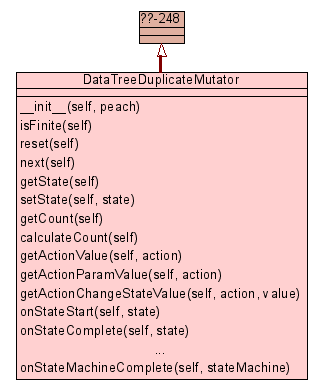 ??-248
DataTreeDuplicateMutator
__init__(self, peach)
isFinite(self)
reset(self)
next(self)
getState(self)
setState(self, state)
getCount(self)
calculateCount(self)
getActionValue(self, action)
getActionParamValue(self, action)
getActionChangeStateValue(self, action, value)
onStateStart(self, state)
onStateComplete(self, state)
...
onStateMachineComplete(self, stateMachine)